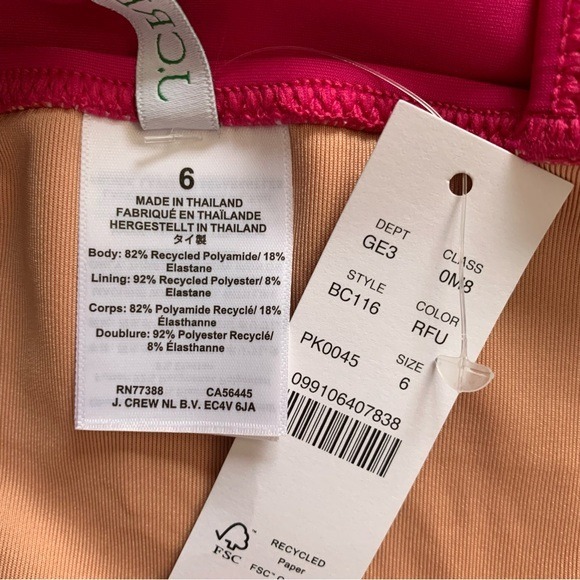 J.CR
6
MADE IN THAILAND
FABRIQUÉ EN THAÏLANDE
HERGESTELLT IN THAILAND
タイ製
Body: 82% Recycled Polyamide/ 18%
Elastane
Lining: 92% Recycled Polyester/ 8%
Elastane
Corps: 82% Polyamide Recyclé/ 18%
Élasthanne
Doublure: 92% Polyester Recyclé/
8% Élasthanne
RN77388 CA56445
J. CREW NL B.V. EC4V 6JA
DEPT CLASS
GE3 0M8
STYLE COLOR
BC116 RFU
PK0045 SIZE
6
099106407838
FSC
RECYCLED
Paper
FSC™ C